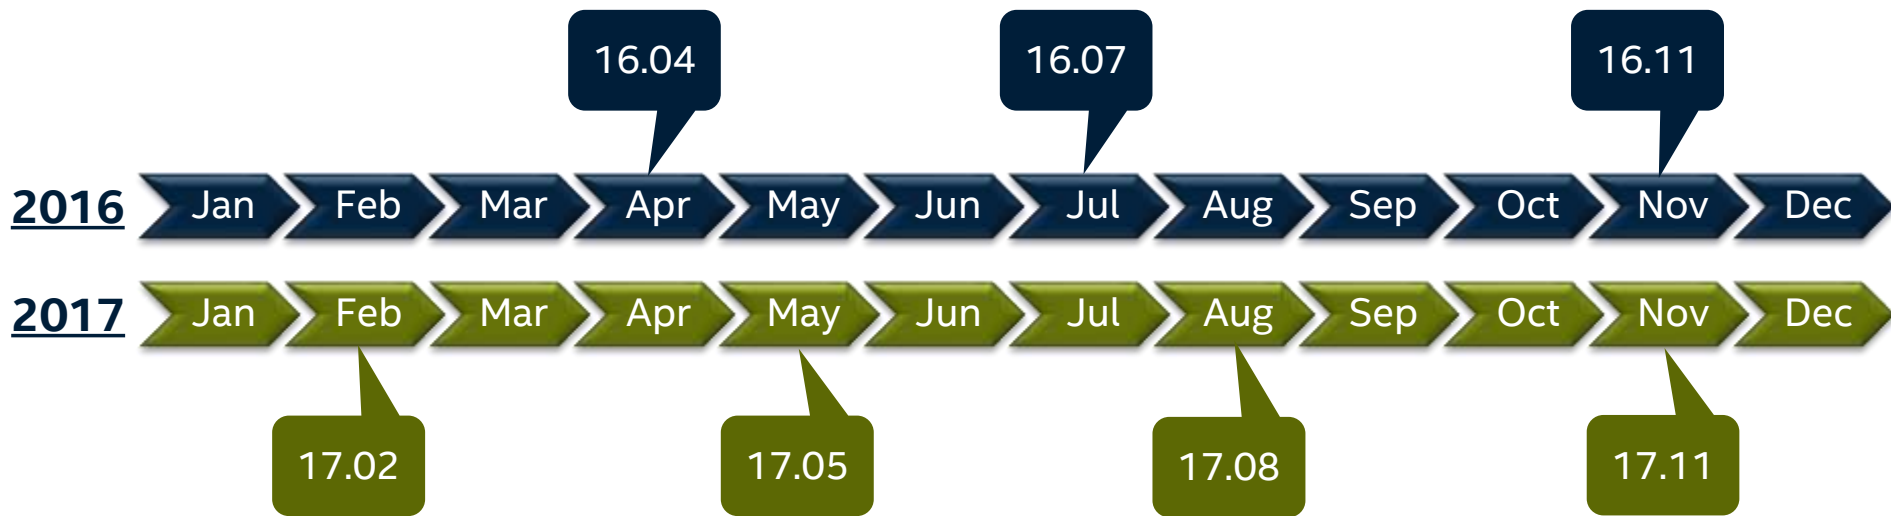 16.04 16.07 16.11
2016 Jan Feb Mar Apr May Jun Jul Aug Sep Oct Nov Dec
2017 Jan Feb Mar Apr May Jun Jul Aug Sep Oct Nov Dec
17.02 17.05 17.08 17.11